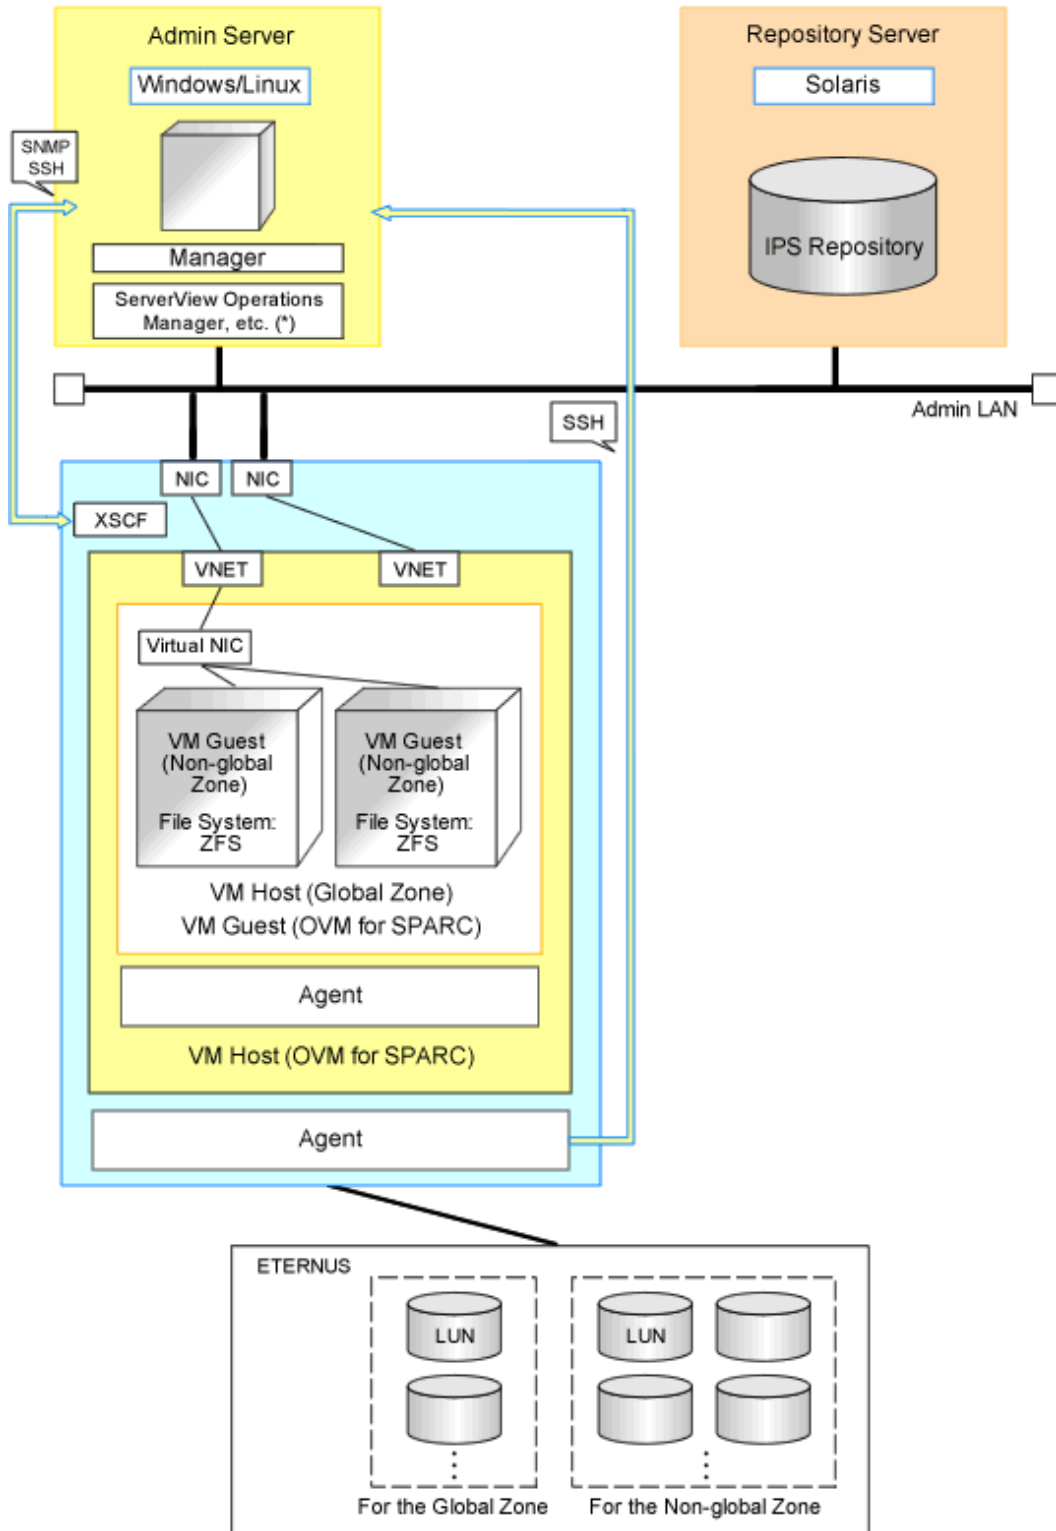 Admin Server
Windows/Linux
SNMP
SSH
Manager
ServerView Operations
Manager, etc. (*)
Repository Server
Solaris
IPS Repository
Admin LAN
SSH
NIC
NIC
XSCF
VNET
VNET
Virtual NIC
VM Guest
(Non-global
Zone)
File System:
ZFS
VM Guest
(Non-global
Zone)
File System:
ZFS
VM Host (Global Zone)
VM Guest (OVM for SPARC)
Agent
VM Host (OVM for SPARC)
Agent
ETERNUS
LUN
LUN
For the Global Zone
For the Non-global Zone